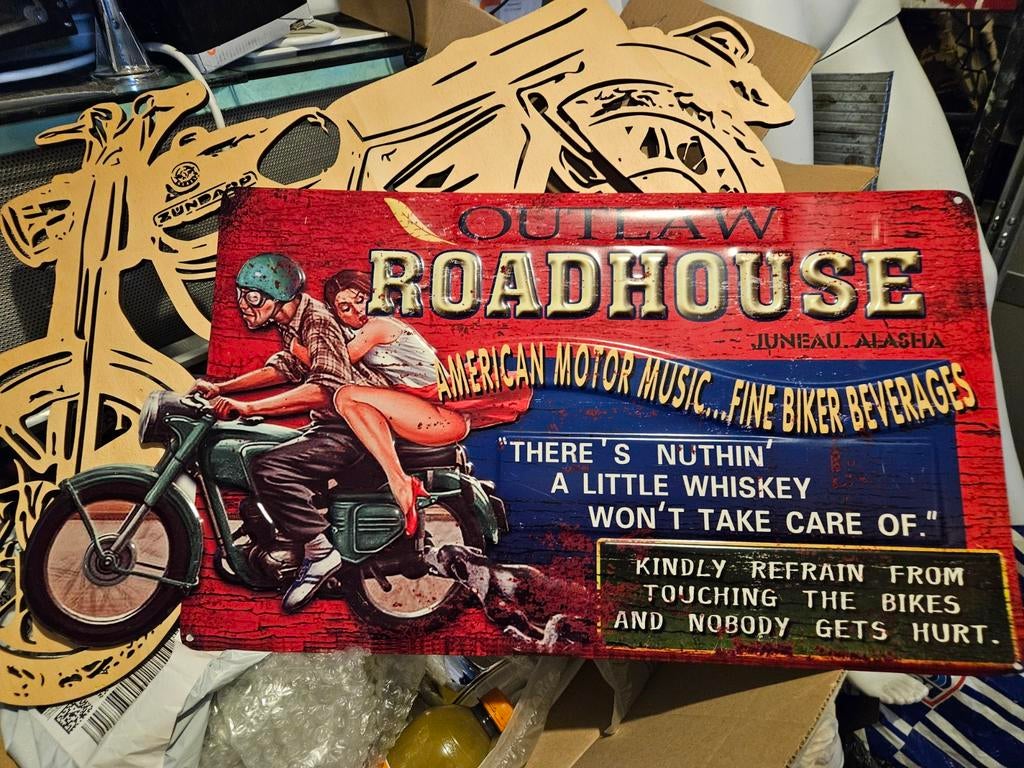 ZUNDAPP
OUTLAW
ROADHOUSE
JUNEAU. ALASHA
AMERICAN MOTOR MUSIC...FINE BIKER BEVERAGES
"THERE'S NUTHIN'
A LITTLE WHISKEY
WON'T TAKE CARE OF."
KINDLY REFRAIN FROM
TOUCHING THE BIKES
AND NOBODY GETS HURT.